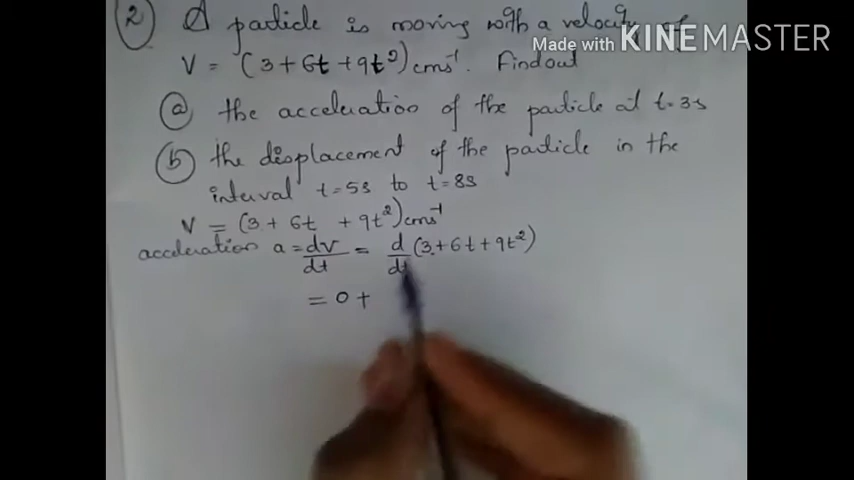 ② A particle is moving with a velocity of
Made with KINEMASTER
V = (3 + 6t + 9t²) cms⁻¹. Find out
ⓐ the acceleration of the particle at t=3s
ⓑ the displacement of the particle in the
interval t=5s to t=8s
V = (3 + 6t + 9t²) cms⁻¹
acceleration a = dv/dt = d/dt (3+6t+9t²)
= 0 +